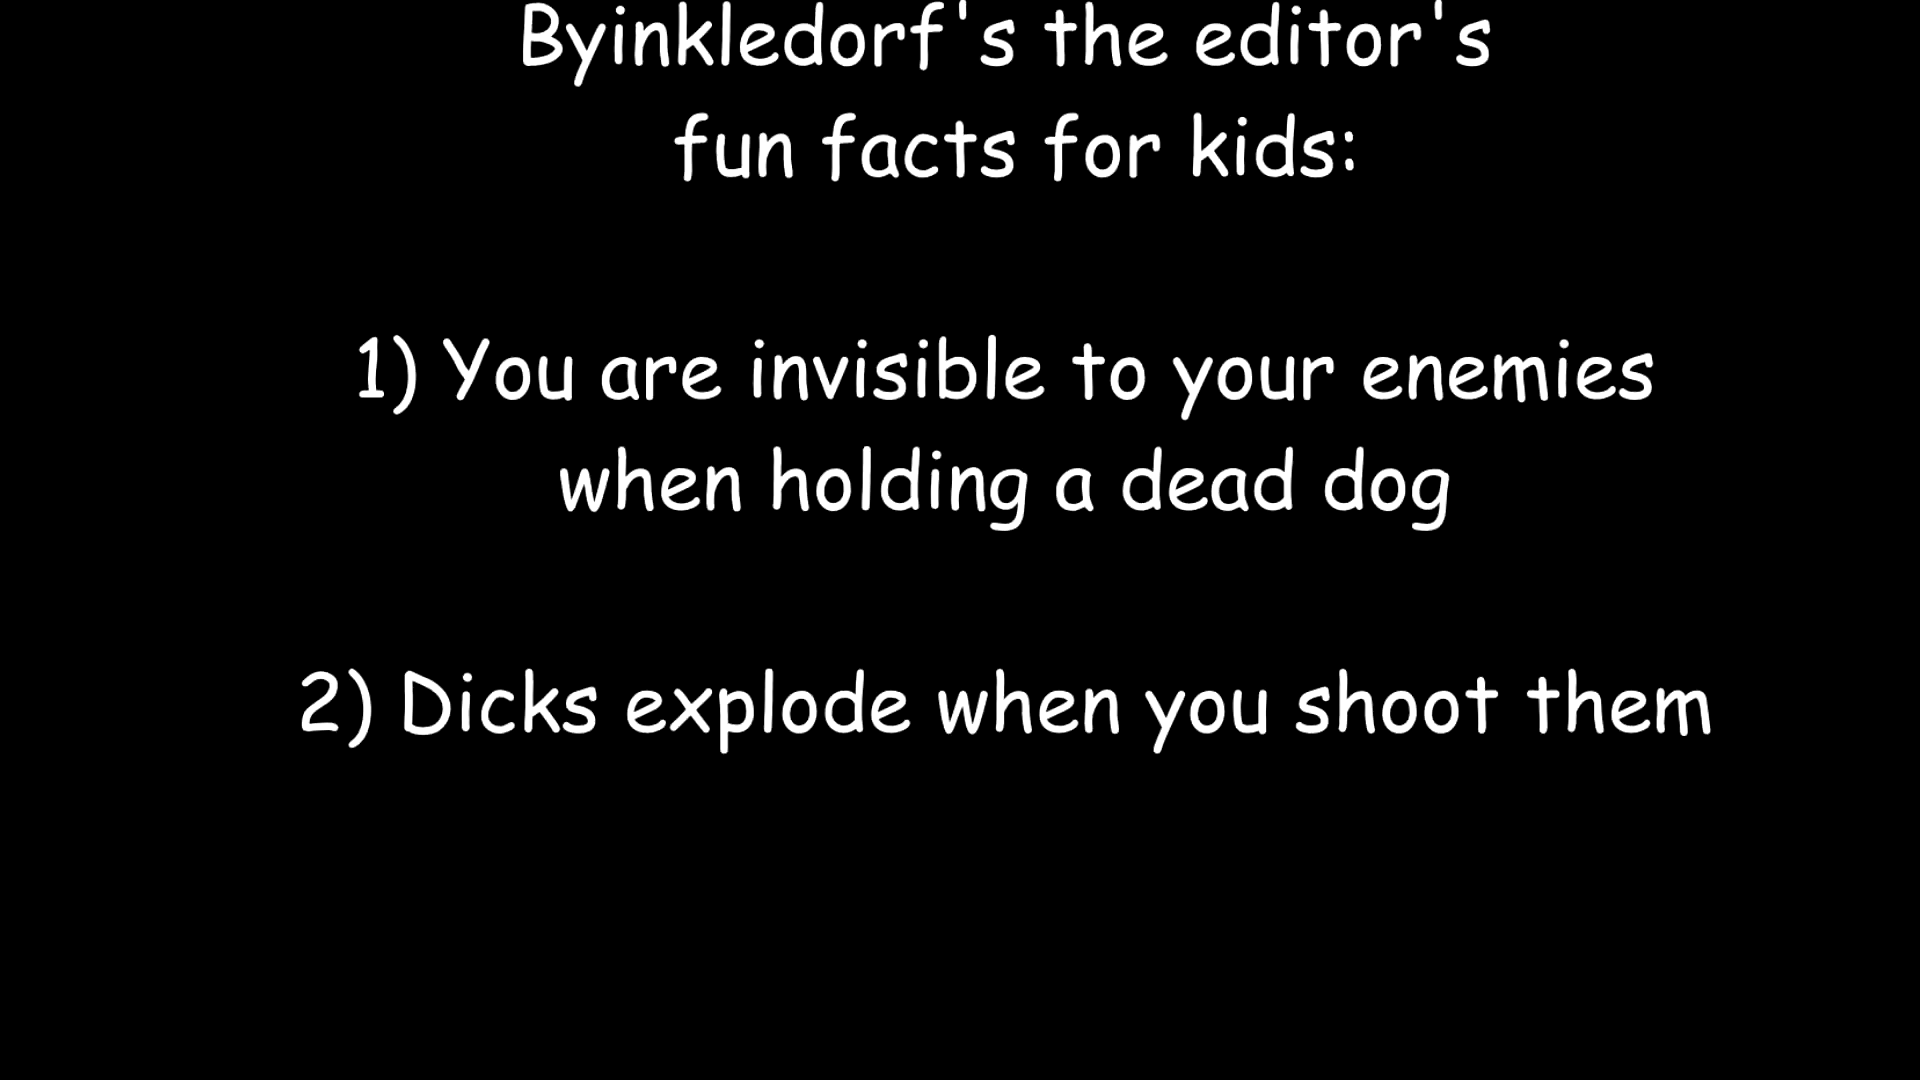 Byinkledorf's the editor's
fun facts for kids:
1) You are invisible to your enemies
when holding a dead dog
2) Dicks explode when you shoot them